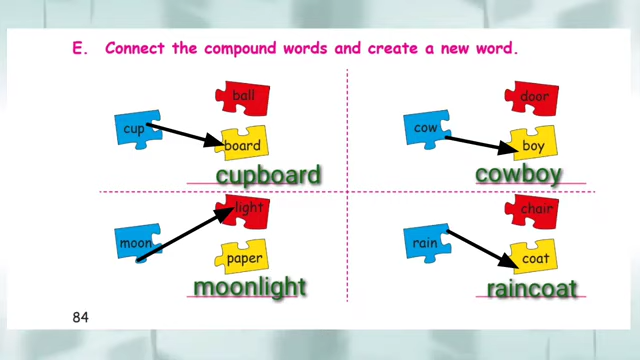 E. Connect the compound words and create a new word.
ball
cup
board
cupboard
door
cow
boy
cowboy
light
moon
paper
moonlight
chair
rain
coat
raincoat
84